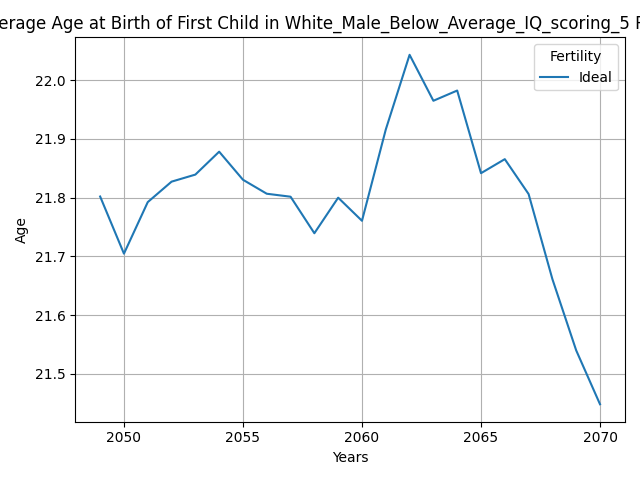 erage Age at Birth of First Child in White_Male_Below_Average_IQ_scoring_5
Fertility
Ideal
22.0
21.9
21.8
21.7
21.6
21.5
Age
2050 2055 2060 2065 2070
Years